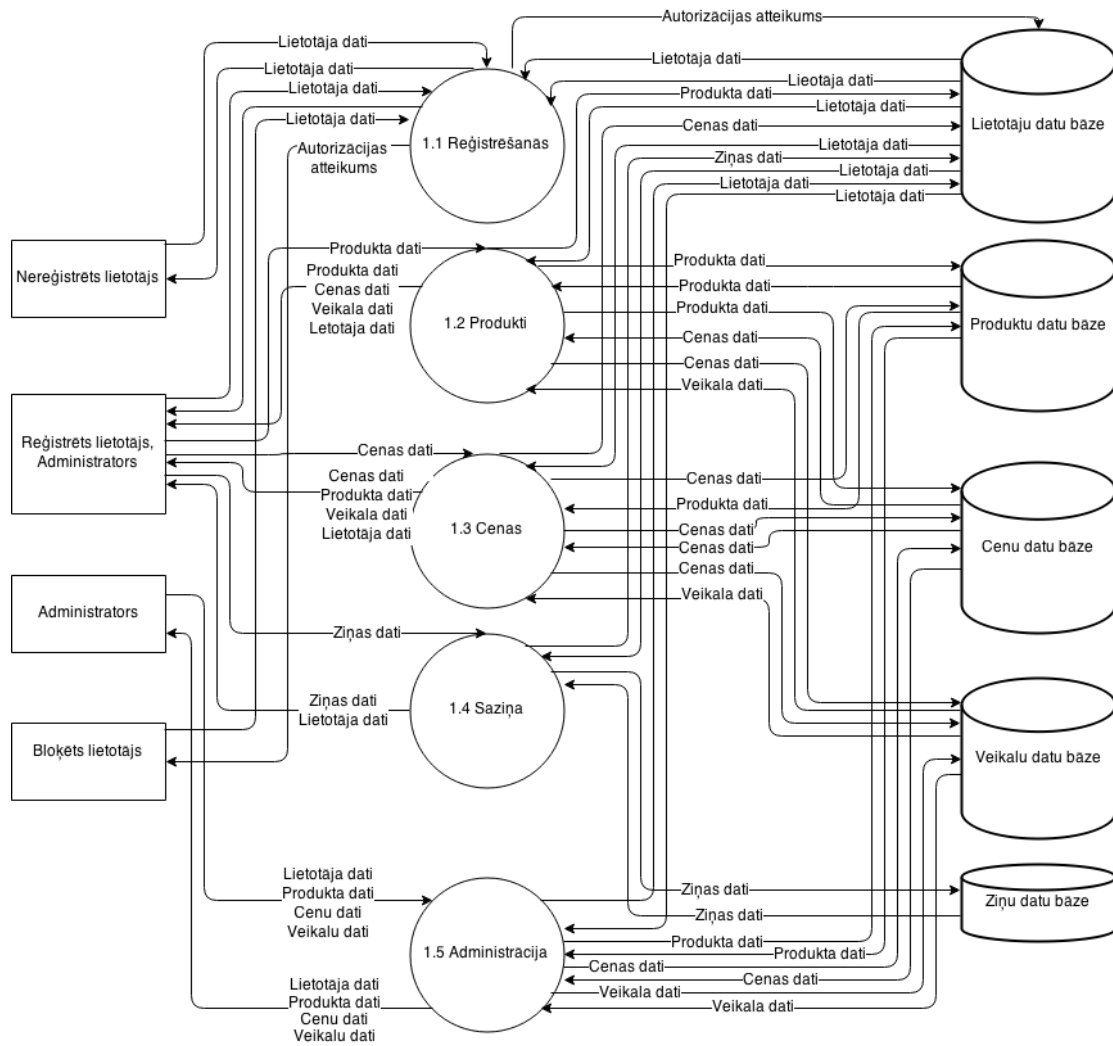 Autorizācijas atteikums
Lietotāja dati
Lietotāja dati
Lietotāja dati
Lietotāja dati
Autorizācijas
atteikums
1.1 Reģistrēšanās
Lietotāja dati
Lieotāja dati
Produkta dati
Lietotāja dati
Cenas dati
Lietotāja dati
Ziņas dati
Lietotāja dati
Lietotāja dati
Lietotāja dati
Lietotāju datu bāze
Nereģistrēts lietotājs
Produkta dati
Produkta dati
Cenas dati
Veikala dati
Letotāja dati
1.2 Produkti
Produkta dati
Produkta dati
Produkta dati
Cenas dati
Cenas dati
Veikala dati
Produktu datu bāze
Reģistrēts lietotājs,
Administrators
Cenas dati
Cenas dati
Produkta dati
Veikala dati
Lietotāja dati
1.3 Cenas
Cenas dati
Produkta dati
Cenas dati
Cenas dati
Cenas dati
Veikala dati
Cenu datu bāze
Administrators
Ziņas dati
Ziņas dati
Lietotāja dati
1.4 Saziņa
Veikalu datu bāze
Bloķēts lietotājs
Lietotāja dati
Produkta dati
Cenu dati
Veikalu dati
Ziņas dati
Ziņas dati
Ziņu datu bāze
1.5 Administrācija
Produkta dati
Produkta dati
Cenas dati
Cenas dati
Veikala dati
Veikala dati
Lietotāja dati
Produkta dati
Cenu dati
Veikalu dati